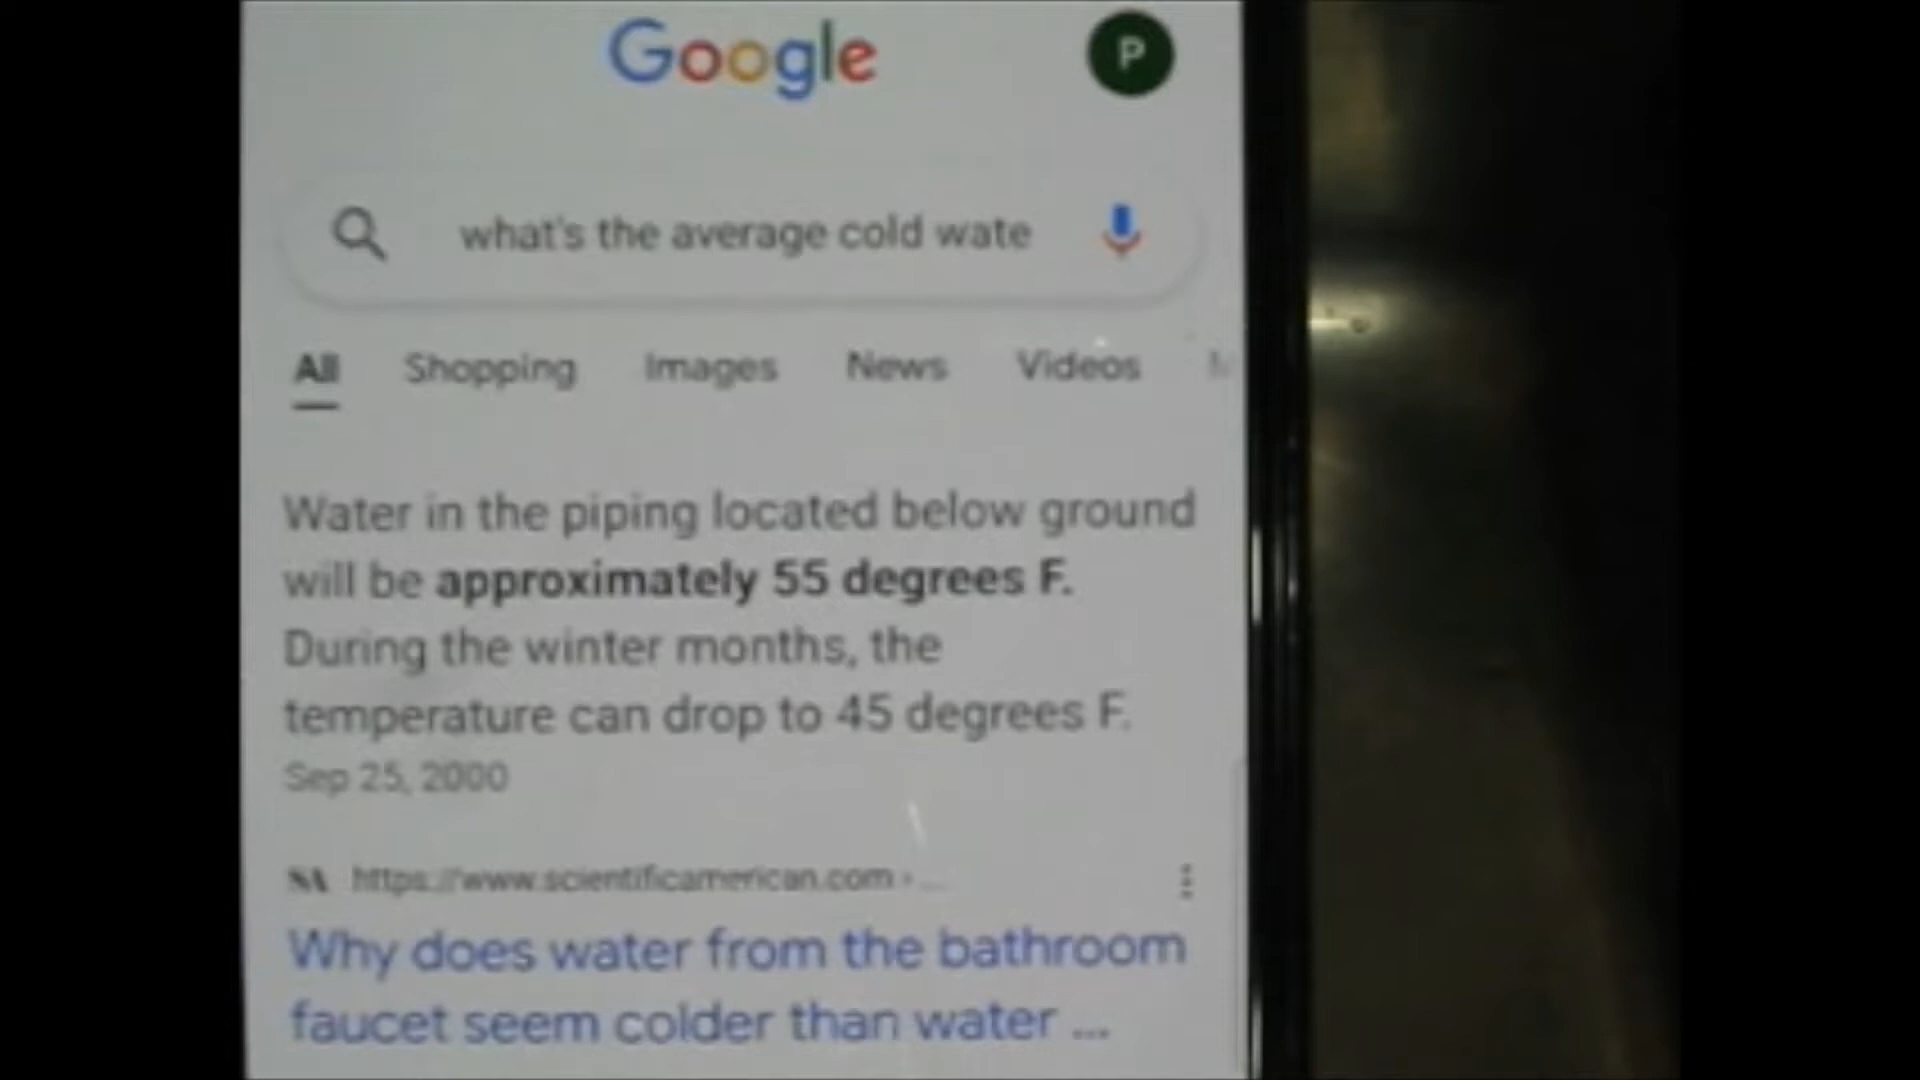 Google
P
what's the average cold wate
All Shopping Images News Videos
Water in the piping located below ground
will be approximately 55 degrees F.
During the winter months, the
temperature can drop to 45 degrees F.
Sep 25, 2000
https://www.scientificamerican.com › ...
Why does water from the bathroom
faucet seem colder than water ...